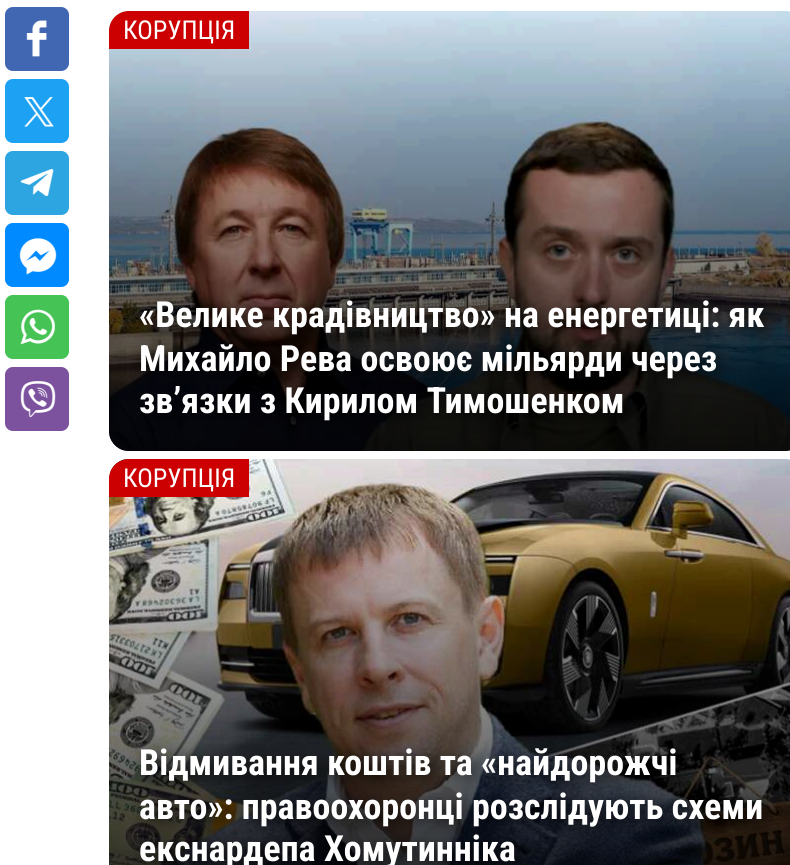 КОРУПЦІЯ
«Велике крадівництво» на енергетиці: як
Михайло Рева освоює мільярди через
зв’язки з Кирилом Тимошенком
КОРУПЦІЯ
Відмивання коштів та «найдорожчі
авто»: правоохоронці розслідують схеми
екснардепа Хомутинніка